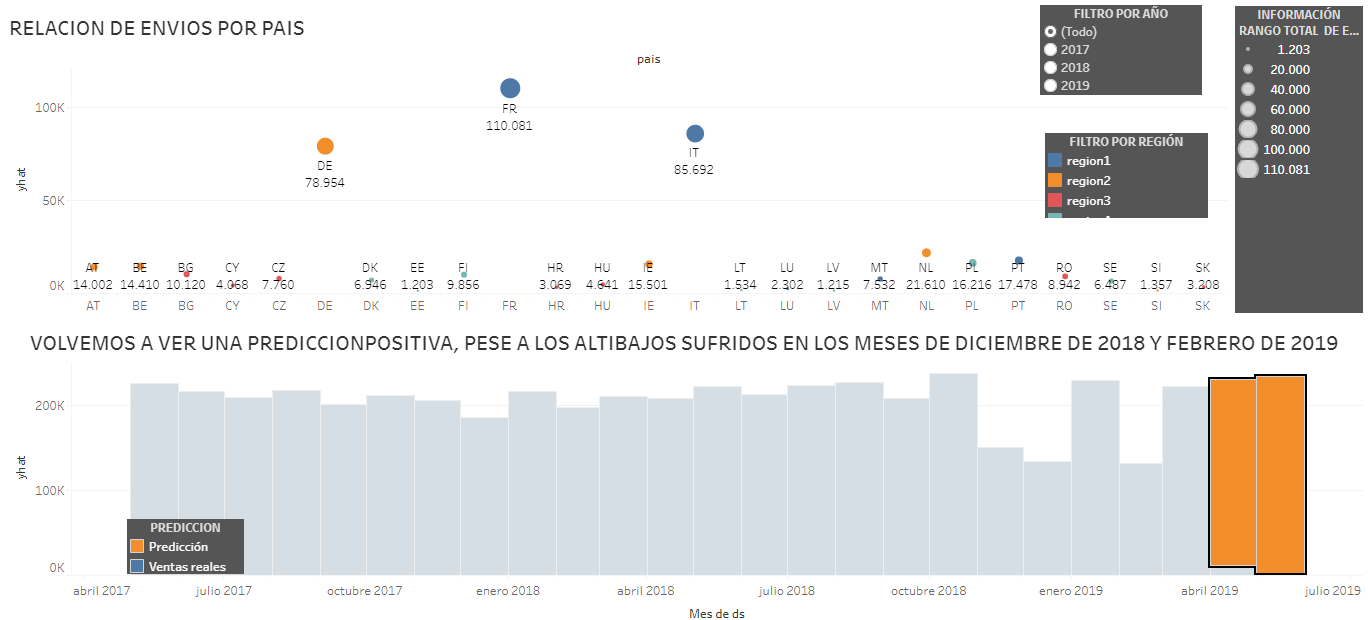 RELACION DE ENVIOS POR PAIS
FILTRO POR AÑO
(Todo)
2017
2018
2019
INFORMACIÓN
RANGO TOTAL DE E...
1.203
20.000
40.000
60.000
80.000
100.000
110.081
pais
FILTRO POR REGIÓN
region1
region2
region3
yhat
100K
50K
0K
FR
110.081
IT
85.692
DE
78.954
AT BE BG CY CZ DK EE FI HR HU IE LT LU LV MT NL PL PT RO SE SI SK
14.002 14.410 10.120 4.068 7.760 6.946 1.203 9.856 3.069 4.641 15.501 1.534 2.302 1.215 7.532 21.610 16.216 17.478 8.942 6.487 1.357 3.208
AT BE BG CY CZ DE DK EE FI FR HR HU IE IT LT LU LV MT NL PL PT RO SE SI SK
VOLVEMOS A VER UNA PREDICCIONPOSITIVA, PESE A LOS ALTIBAJOS SUFRIDOS EN LOS MESES DE DICIEMBRE DE 2018 Y FEBRERO DE 2019
yhat
200K
100K
0K
PREDICCION
Predicción
Ventas reales
abril 2017 julio 2017 octubre 2017 enero 2018 abril 2018 julio 2018 octubre 2018 enero 2019 abril 2019 julio 2019
Mes de ds